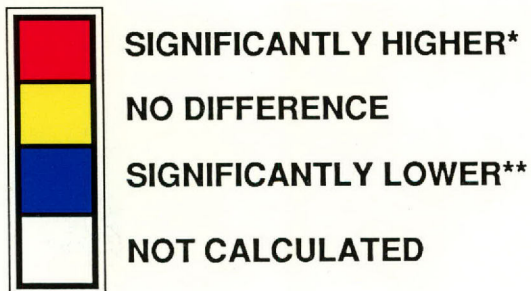 SIGNIFICANTLY HIGHER*
NO DIFFERENCE
SIGNIFICANTLY LOWER**
NOT CALCULATED